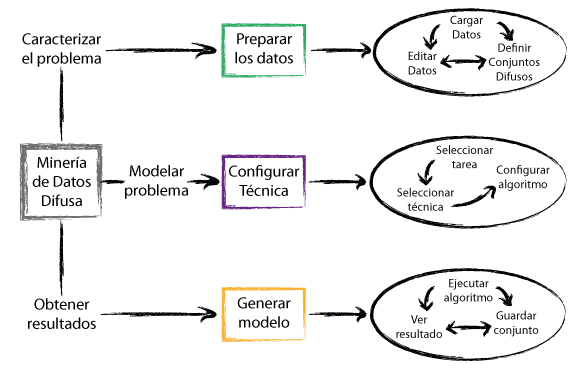 Caracterizar
el problema
Preparar
los datos
Cargar
Datos
Editar
Datos
Definir
Conjuntos
Difusos
Minería
de Datos
Difusa
Modelar
problema
Configurar
Técnica
Seleccionar
tarea
Seleccionar
técnica
Configurar
algoritmo
Obtener
resultados
Generar
modelo
Ejecutar
algoritmo
Ver
resultado
Guardar
conjunto